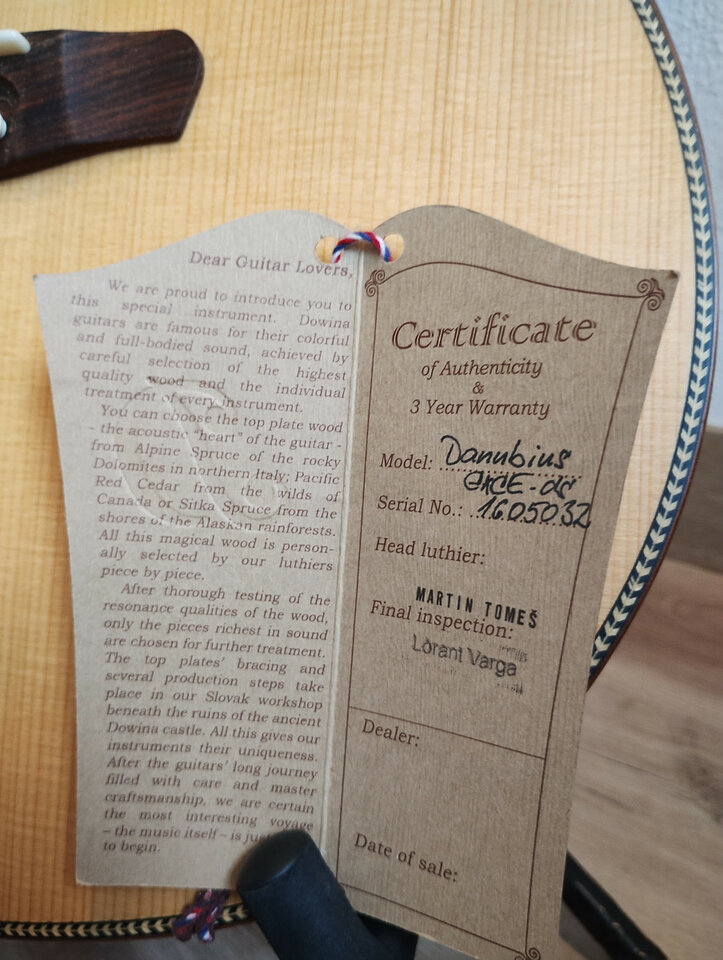 Dear Guitar Lovers,
We are proud to introduce you to
this special instrument. Dowina
guitars are famous for their colorful
and full-bodied sound, achieved by
careful selection of the highest
quality wood and the individual
treatment of every instrument.
You can choose the top plate wood
- the acoustic “heart” of the guitar -
from Alpine Spruce of the rocky
Dolomites in northern Italy; Pacific
Red Cedar from the wilds of
Canada or Sitka Spruce from the
shores of the Alaskan rainforests.
All this magical wood is person-
ally selected by our luthiers
piece by piece.
After thorough testing of the
resonance qualities of the wood,
only the pieces richest in sound
are chosen for further treatment.
The top plates’ bracing and
several production steps take
place in our Slovak workshop
beneath the ruins of the ancient
Dowina castle. All this gives our
instruments their uniqueness.
After the guitars’ long journey
filled with care and master
craftsmanship, we are certain
the most interesting voyage
– the music itself – is just
to begin.
Certificate
of Authenticity
&
3 Year Warranty
Model: Danubius
Serial No.: 1605032
Head luthier:
MARTIN TOMEŠ
Final inspection:
Lorant Varga
Dealer:
Date of sale: